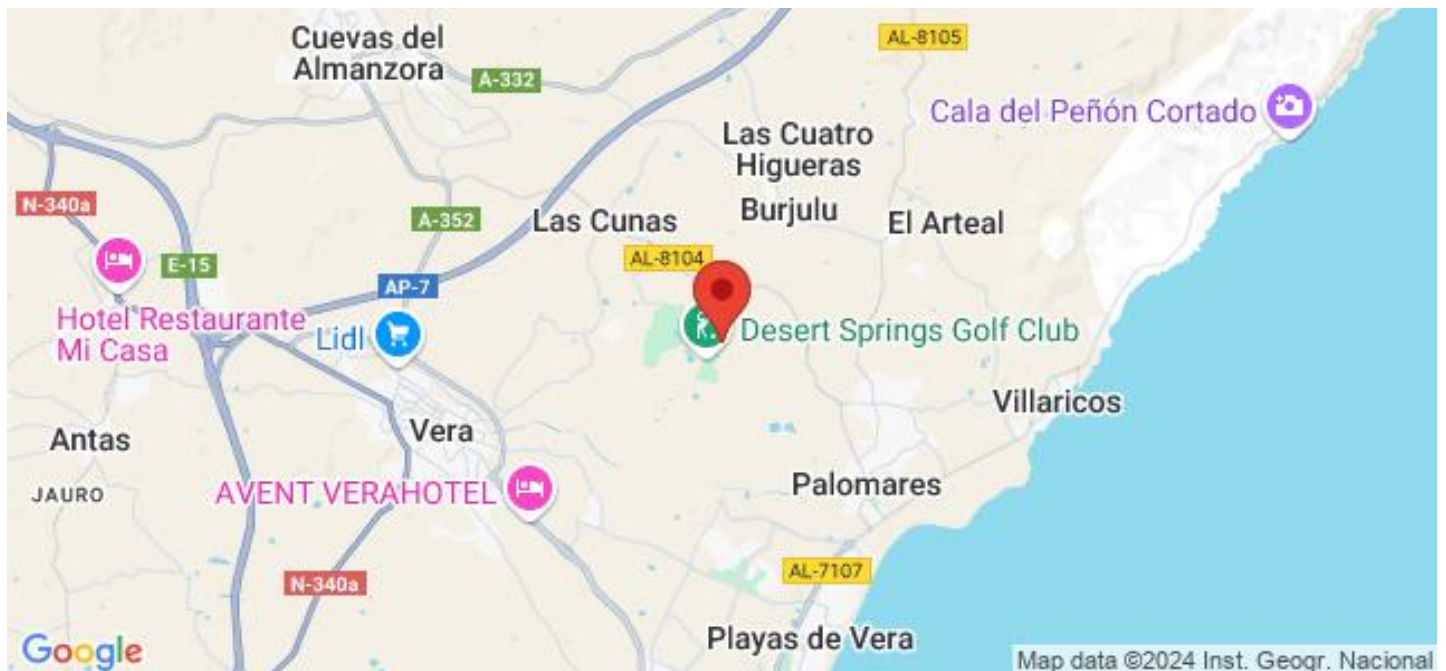 Cuevas del
Almanzora
AL-8105
A-332
Cala del Peñón Cortado
Las Cuatro
Higueras
N-340a
A-352
Las Cunas
Burjulu
El Arteal
AL-8104
E-15
AP-7
Hotel Restaurante
Mi Casa
Lidl
Desert Springs Golf Club
Villaricos
Antas
Vera
JAURO
AVENT VERAHOTEL
Palomares
N-340a
AL-7107
Playas de Vera
Google
Map data ©2024 Inst. Geogr. Nacional